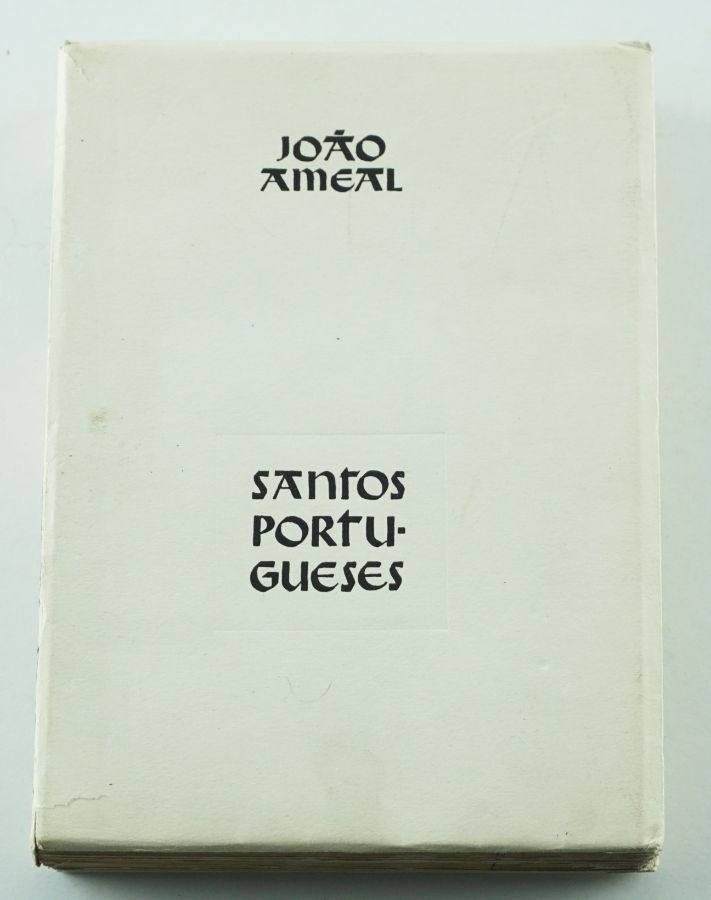 JOÃO
AMEAL
SANTOS
PORTU-
GUESES